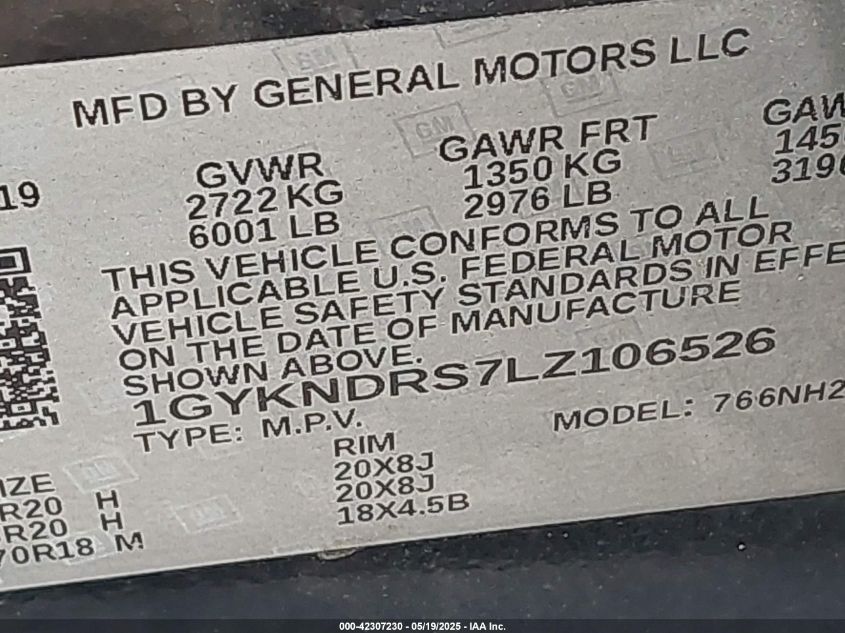 MFD BY GENERAL MOTORS LLC
19 GVWR GAWR FRT GAW
2722 KG 1350 KG 145
6001 LB 2976 LB 319
THIS VEHICLE CONFORMS TO ALL
APPLICABLE U.S. FEDERAL MOTOR
VEHICLE SAFETY STANDARDS IN EFFE
ON THE DATE OF MANUFACTURE
SHOWN ABOVE.
1GYKNDRS7LZ106526
TYPE: M.P.V. MODEL: 766NH2
IZE RIM
R20 H 20X8J
R20 H 20X8J
70R18 M 18X4.5B
000-42307230 - 05/19/2025 - IAA Inc.